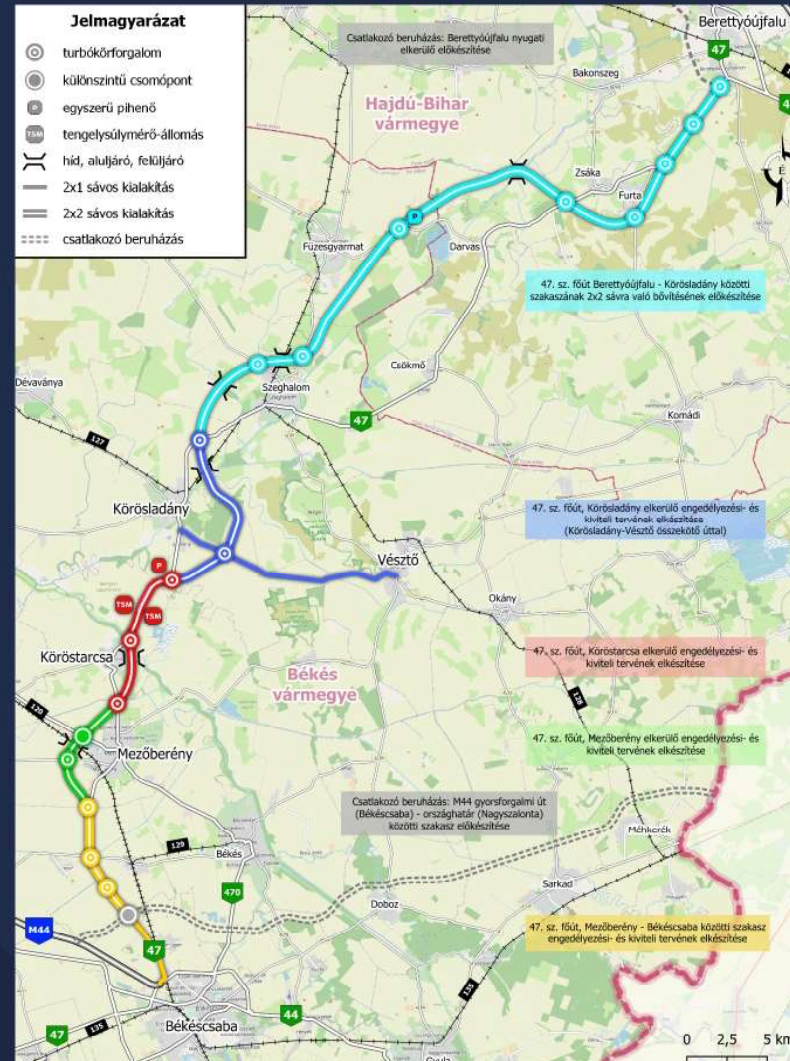 Jelmagyarázat
turbókörforgalom
különszintű csomópont
P
egyszerű pihenő
TSM
tengelysúlymérő-állomás
híd, aluljáró, felüljáró
2x1 sávos kialakítás
2x2 sávos kialakítás
csatlakozó beruházás
Csatlakozó beruházás: Berettyóújfalu nyugati
elkerülő előkészítése
Berettyóújfalu
47
Bakonszeg
Hajdú-Bihar
vármegye
Zsáka
Furta
P
Füzesgyarmat
Darvas
47. sz. főút Berettyóújfalu - Körösladány közötti
szakaszának 2x2 sávra való bővítésének előkészítése
Csökmő
Szeghalom
Dévaványa
47
Komádi
127
Körösladány
47. sz. főút, Körösladány elkerülő engedélyezési- és
kiviteli tervének elkészítése
(Körösladány-Vésztő összekötő úttal)
Vésztő
P
Okány
TSM
TSM
Köröstarcsa
47. sz. főút, Köröstarcsa elkerülő engedélyezési- és
kiviteli tervének elkészítése
Békés
vármegye
128
120
Mezőberény
47. sz. főút, Mezőberény elkerülő engedélyezési- és
kiviteli tervének elkészítése
Csatlakozó beruházás: M44 gyorsforgalmi út
(Békéscsaba) - országhatár (Nagyszalonta)
közötti szakasz előkészítése
Méhkerék
129
Békés
470
Sarkad
Doboz
M44
47
47. sz. főút, Mezőberény - Békéscsaba közötti szakasz
engedélyezési- és kiviteli tervének elkészítése
135
44
Békéscsaba
47
135
Gyula
0 2,5 5 km